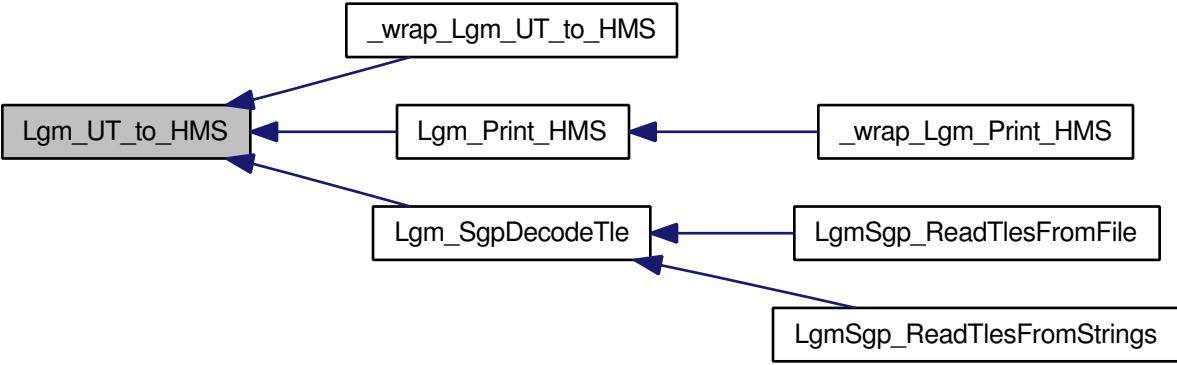 _wrap_Lgm_UT_to_HMS
Lgm_UT_to_HMS
Lgm_Print_HMS
_wrap_Lgm_Print_HMS
Lgm_SgpDecodeTle
LgmSgp_ReadTlesFromFile
LgmSgp_ReadTlesFromStrings